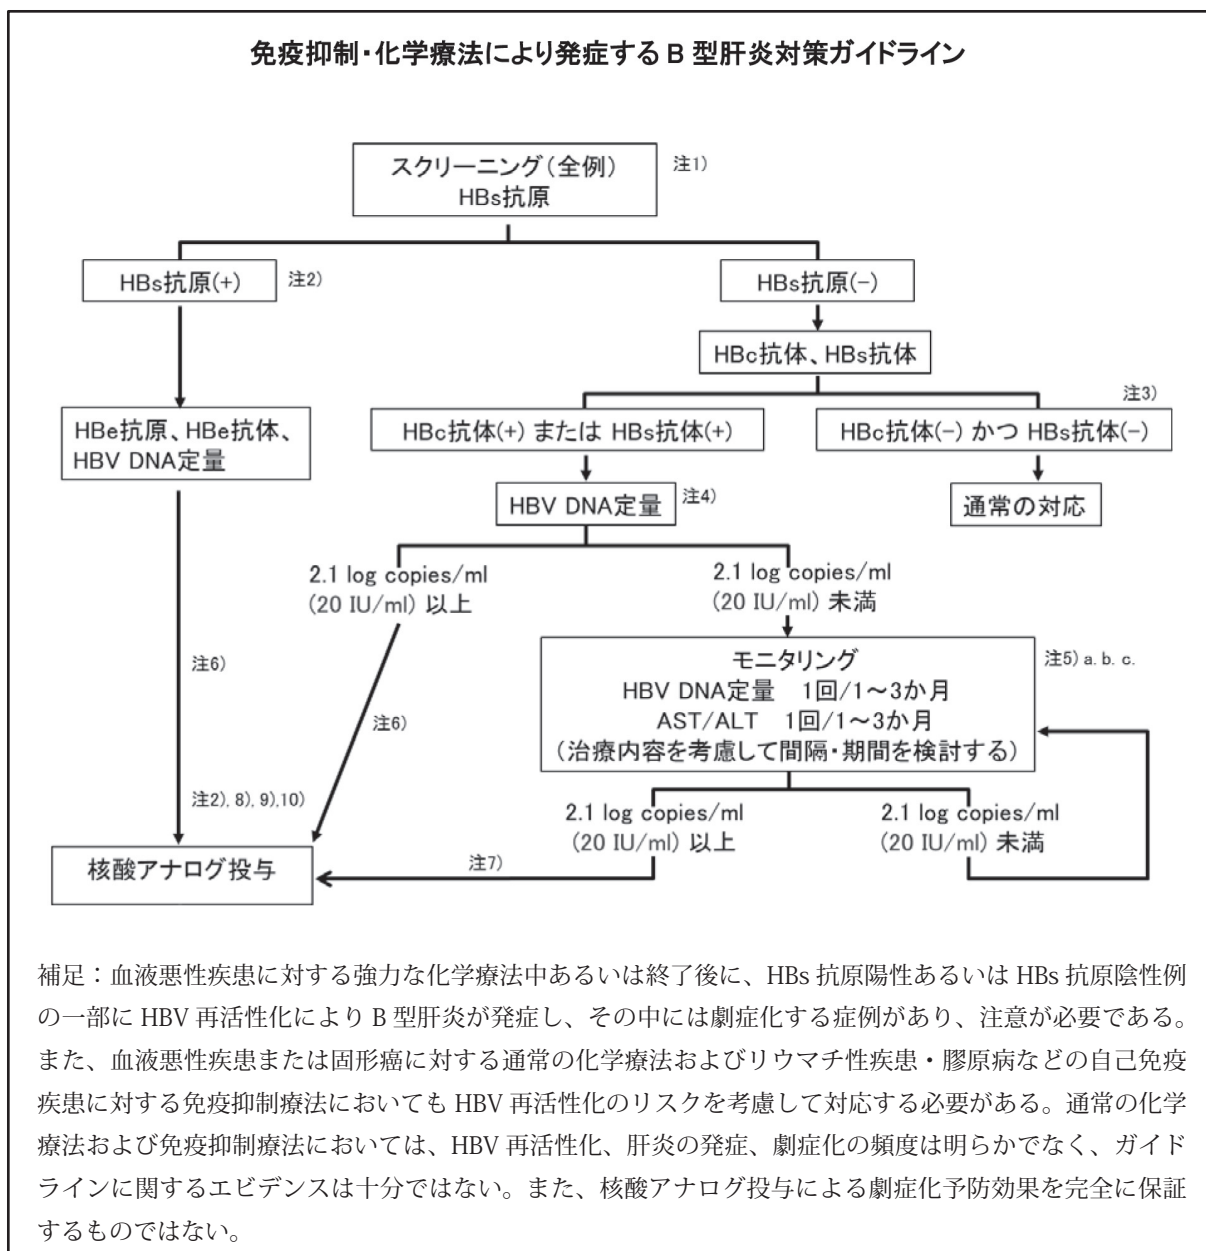 免疫抑制・化学療法により発症する B 型肝炎対策ガイドライン
スクリーニング(全例)
HBs抗原
注1)
HBs抗原(+)
注2)
HBs抗原(−)
HBc抗体、HBs抗体
注3)
HBe抗原、HBe抗体、
HBV DNA定量
HBc抗体(+) または HBs抗体(+)
HBc抗体(−) かつ HBs抗体(−)
HBV DNA定量
注4)
通常の対応
2.1 log copies/ml
(20 IU/ml) 以上
2.1 log copies/ml
(20 IU/ml) 未満
注6)
注6)
モニタリング
HBV DNA定量 1回/1～3か月
AST/ALT 1回/1～3か月
(治療内容を考慮して間隔・期間を検討する)
注5) a. b. c.
注2), 8), 9),10)
2.1 log copies/ml
(20 IU/ml) 以上
2.1 log copies/ml
(20 IU/ml) 未満
注7)
核酸アナログ投与
補足：血液悪性疾患に対する強力な化学療法中あるいは終了後に、HBs 抗原陽性あるいは HBs 抗原陰性例
の一部に HBV 再活性化により B 型肝炎が発症し、その中には劇症化する症例があり、注意が必要である。
また、血液悪性疾患または固形癌に対する通常の化学療法およびリウマチ性疾患・膠原病などの自己免疫
疾患に対する免疫抑制療法においても HBV 再活性化のリスクを考慮して対応する必要がある。通常の化学
療法および免疫抑制療法においては、HBV 再活性化、肝炎の発症、劇症化の頻度は明らかでなく、ガイド
ラインに関するエビデンスは十分ではない。また、核酸アナログ投与による劇症化予防効果を完全に保証
するものではない。